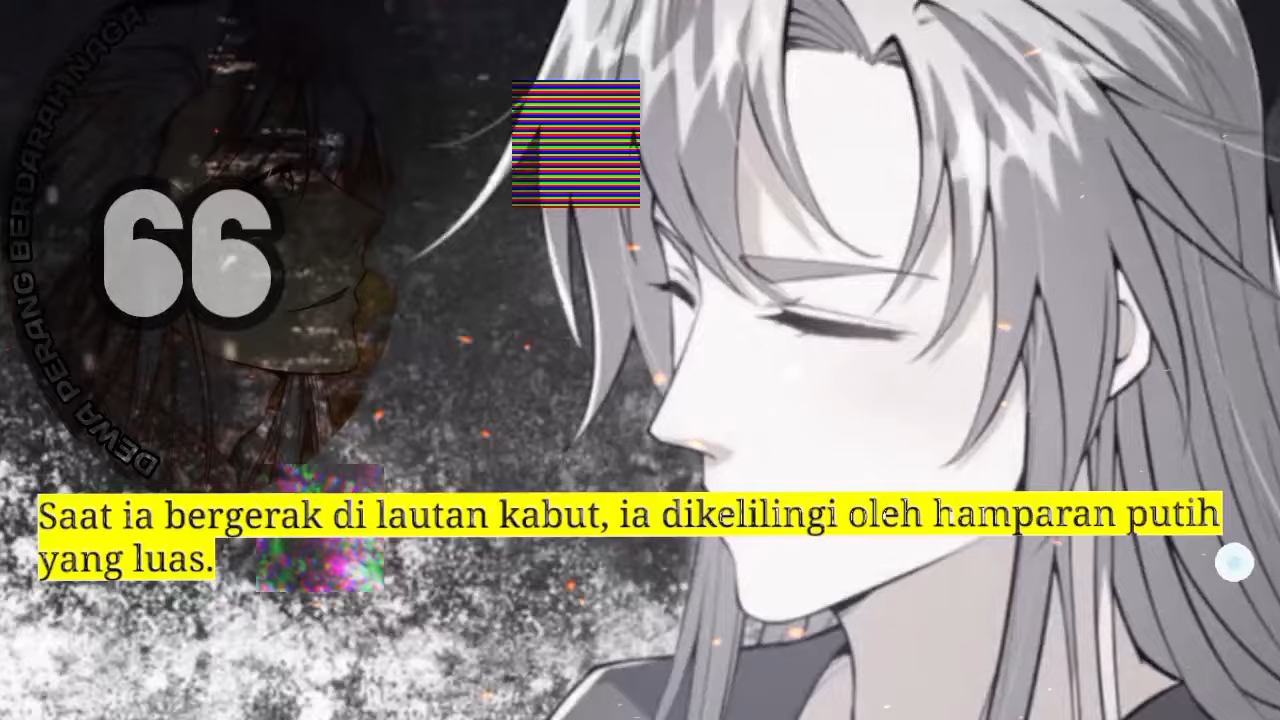 DEWA PERANG BERDARAH NAGA
66
Saat ia bergerak di lautan kabut, ia dikelilingi oleh hamparan putih
yang luas.